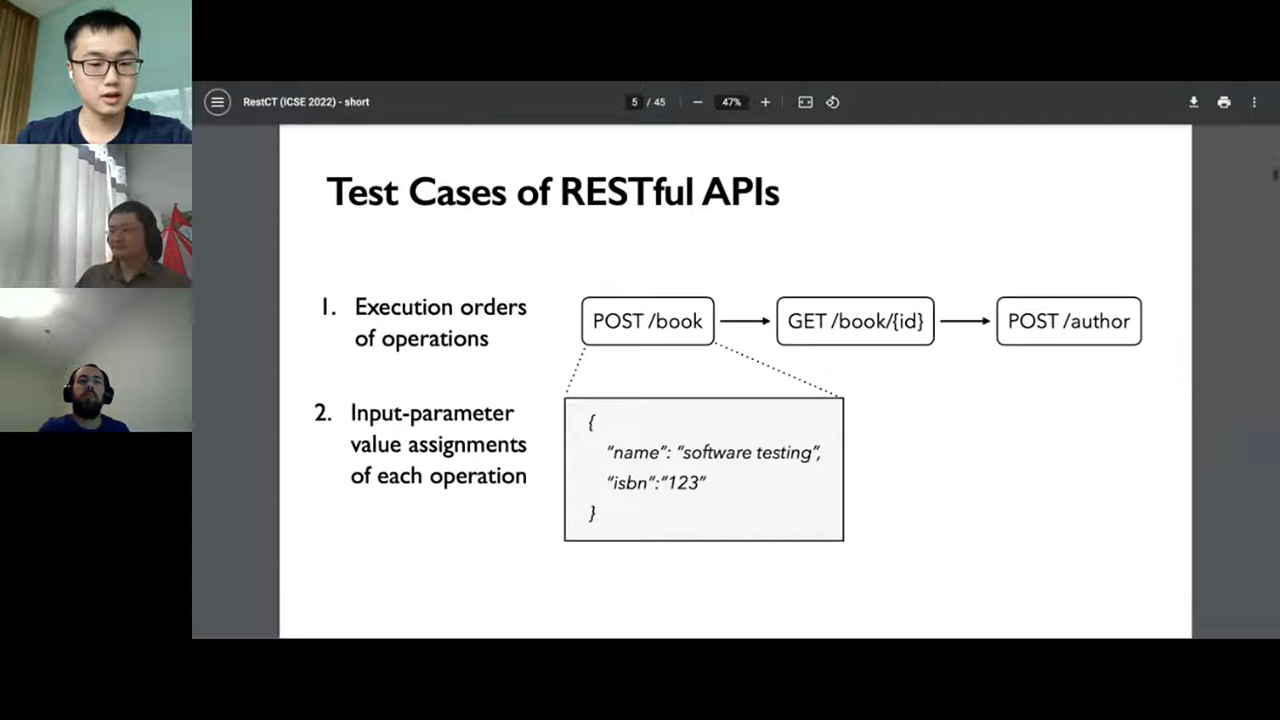 RestCT (ICSE 2022) - short
5 / 45
47%
Test Cases of RESTful APIs
1. Execution orders
of operations
POST /book
GET /book/{id}
POST /author
2. Input-parameter
value assignments
of each operation
{
“name”: “software testing”,
“isbn”:“123”
}